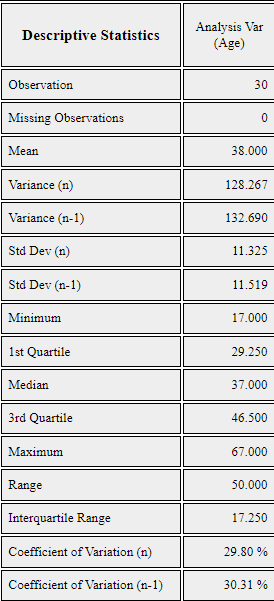 Descriptive Statistics Analysis Var (Age)
Observation 30
Missing Observations 0
Mean 38.000
Variance (n) 128.267
Variance (n-1) 132.690
Std Dev (n) 11.325
Std Dev (n-1) 11.519
Minimum 17.000
1st Quartile 29.250
Median 37.000
3rd Quartile 46.500
Maximum 67.000
Range 50.000
Interquartile Range 17.250
Coefficient of Variation (n) 29.80 %
Coefficient of Variation (n-1) 30.31 %